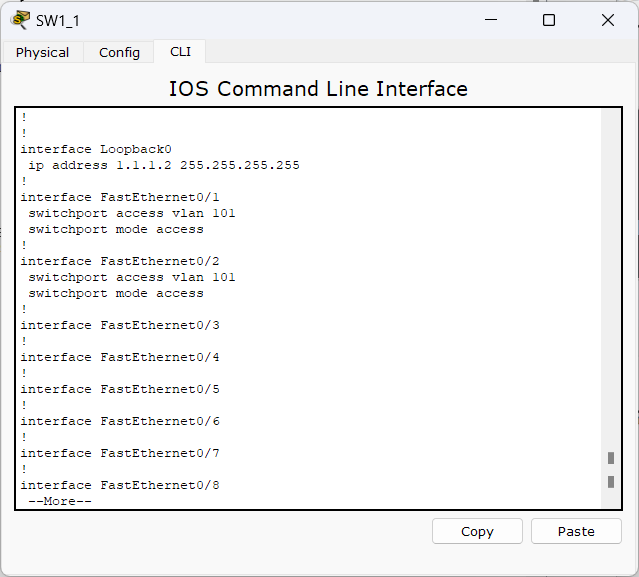 SW1_1
Physical Config CLI
IOS Command Line Interface
!
!
interface Loopback0
 ip address 1.1.1.2 255.255.255.255
!
interface FastEthernet0/1
 switchport access vlan 101
 switchport mode access
!
interface FastEthernet0/2
 switchport access vlan 101
 switchport mode access
!
interface FastEthernet0/3
!
interface FastEthernet0/4
!
interface FastEthernet0/5
!
interface FastEthernet0/6
!
interface FastEthernet0/7
!
interface FastEthernet0/8
 --More--
Copy Paste